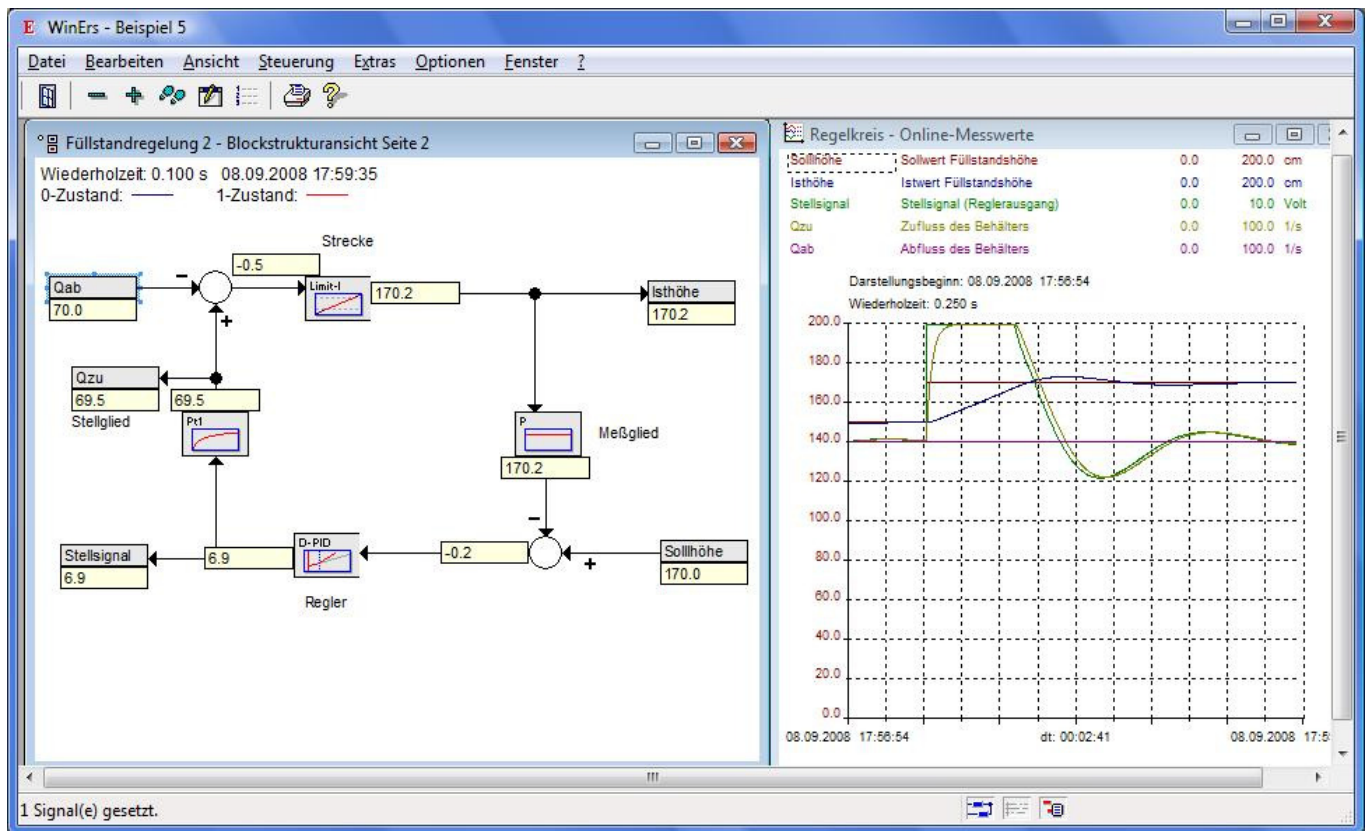 WinErs - Beispiel 5
Datei Bearbeiten Ansicht Steuerung Extras Optionen Fenster ?
Füllstandregelung 2 - Blockstrukturansicht Seite 2
Wiederholzeit: 0.100 s 08.09.2008 17:59:35
0-Zustand: 1-Zustand:
Strecke
-0.5
Qab
70.0
Limit-I
170.2
Isthöhe
170.2
Qzu
69.5
69.5
Stellglied
Pt1
P
Meßglied
170.2
D-PID
Stellsignal
6.9
6.9
-0.2
Solllhöhe
170.0
Regler
Regelkreis - Online-Messwerte
Sollhöhe Sollwert Füllstandshöhe 0.0 200.0 cm
Isthöhe Istwert Füllstandshöhe 0.0 200.0 cm
Stellsignal Stellsignal (Reglerausgang) 0.0 10.0 Volt
Qzu Zufluss des Behälters 0.0 100.0 1/s
Qab Abfluss des Behälters 0.0 100.0 1/s
Darstellungsbeginn: 08.09.2008 17:56:54
Wiederholzeit: 0.250 s
200.0
180.0
160.0
140.0
120.0
100.0
80.0
60.0
40.0
20.0
0.0
08.09.2008 17:56:54 dt: 00:02:41 08.09.2008
1 Signal(e) gesetzt.